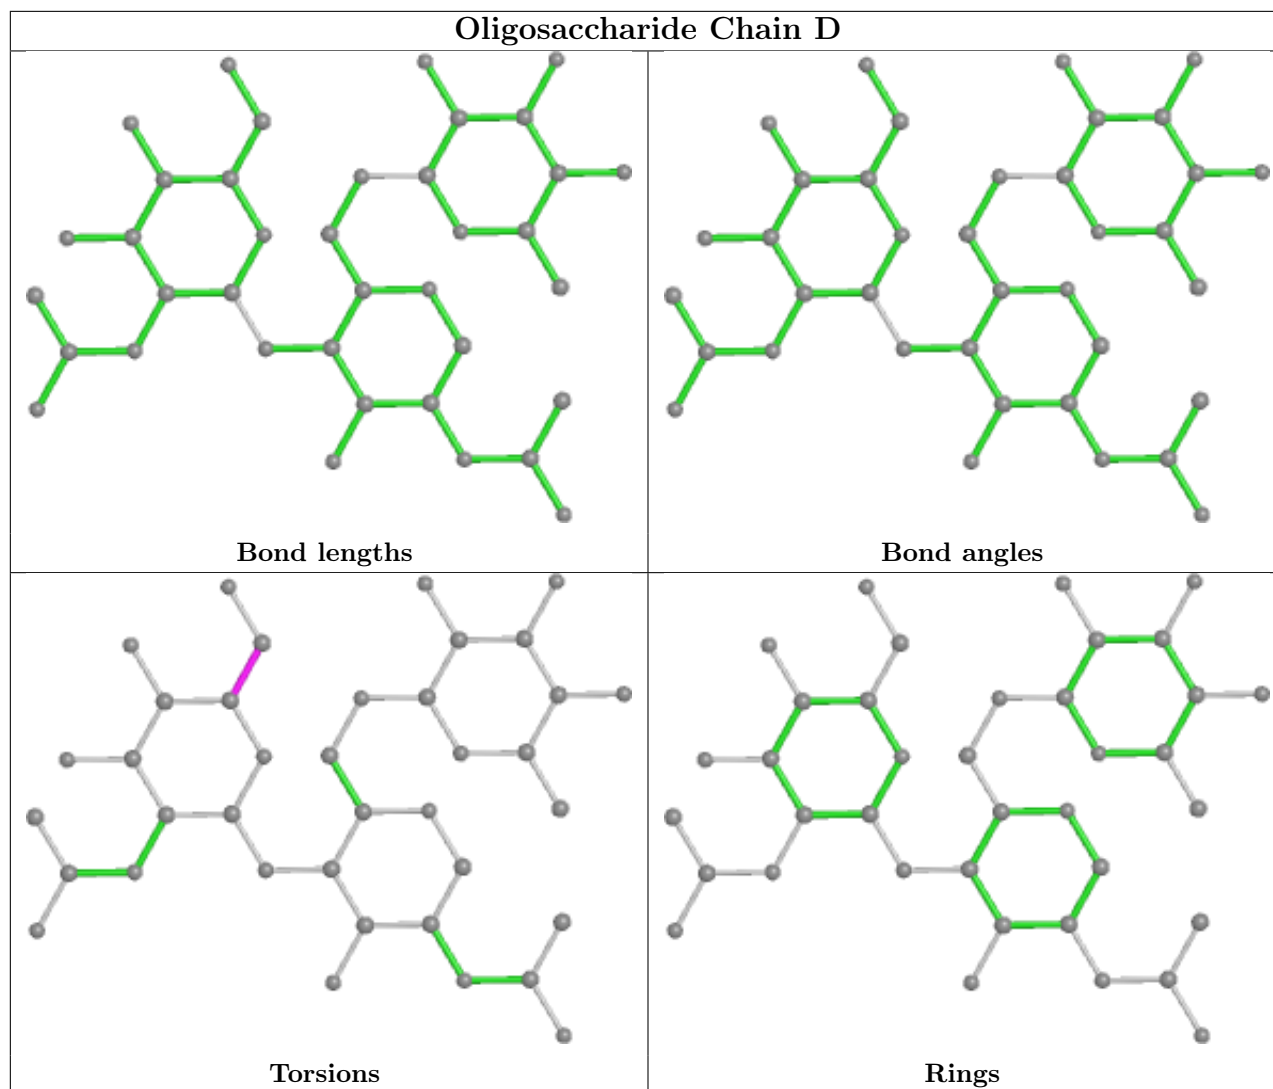 Oligosaccharide Chain D
Bond lengths
Bond angles
Torsions
Rings